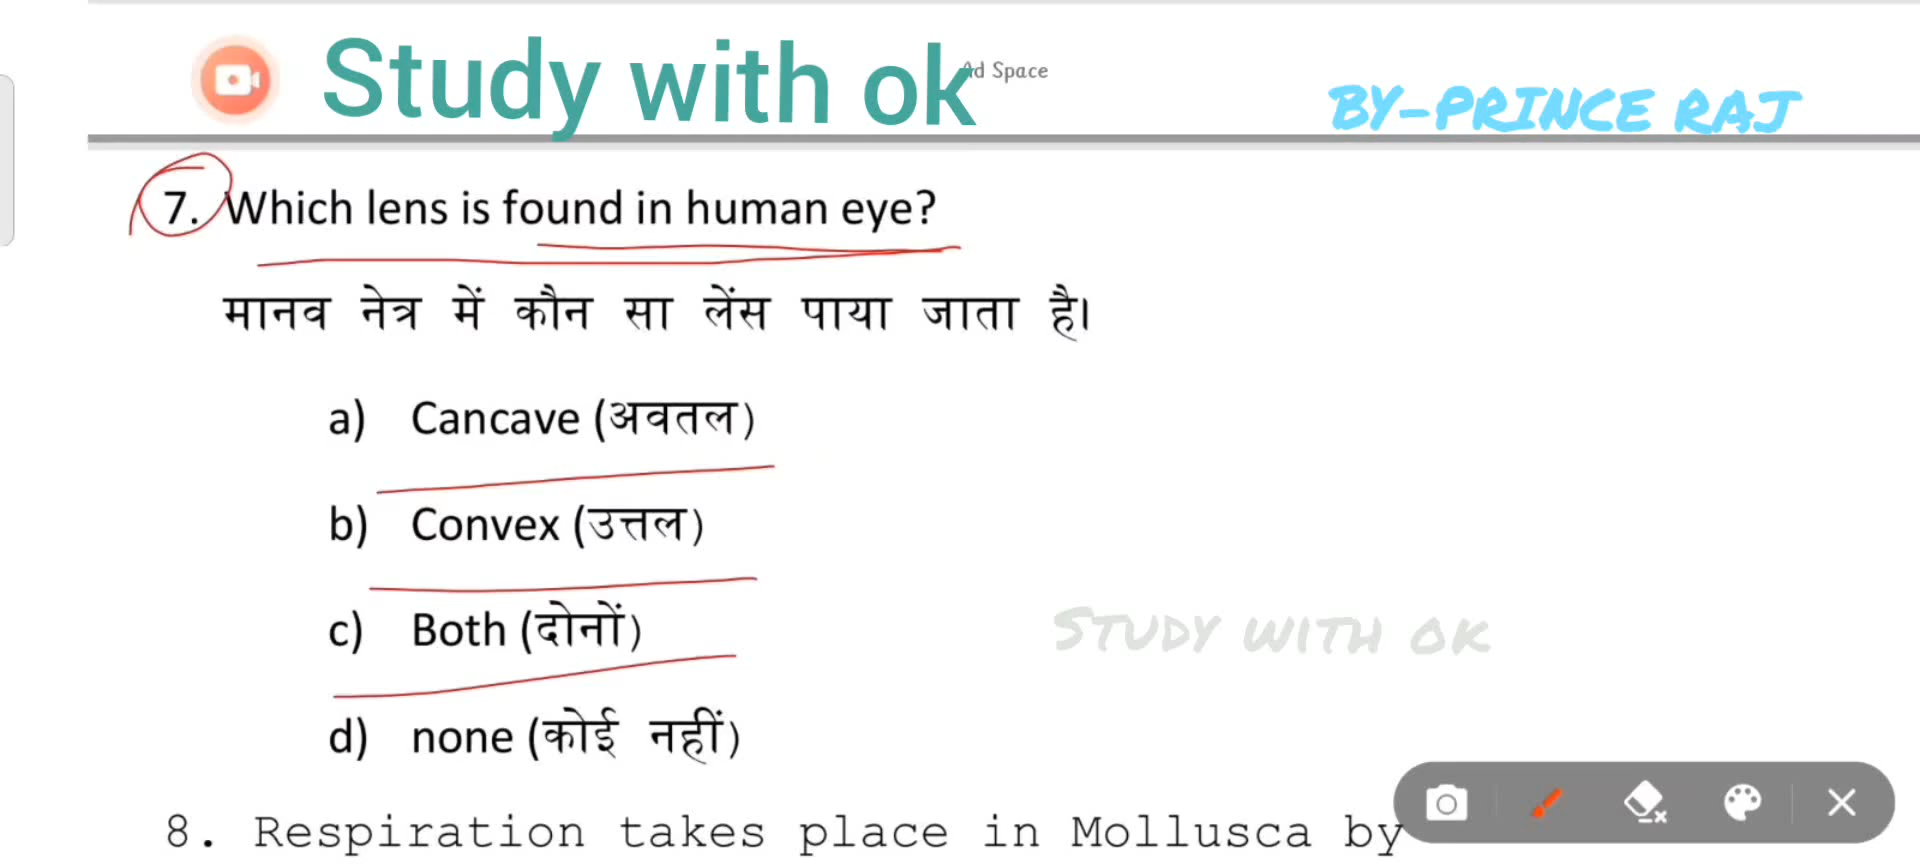 Study with ok
Ad Space
BY-PRINCE RAJ
7. Which lens is found in human eye?
मानव नेत्र में कौन सा लेंस पाया जाता है।
a) Cancave (अवतल)
b) Convex (उत्तल)
c) Both (दोनों)
STUDY WITH OK
d) none (कोई नहीं)
8. Respiration takes place in Mollusca by